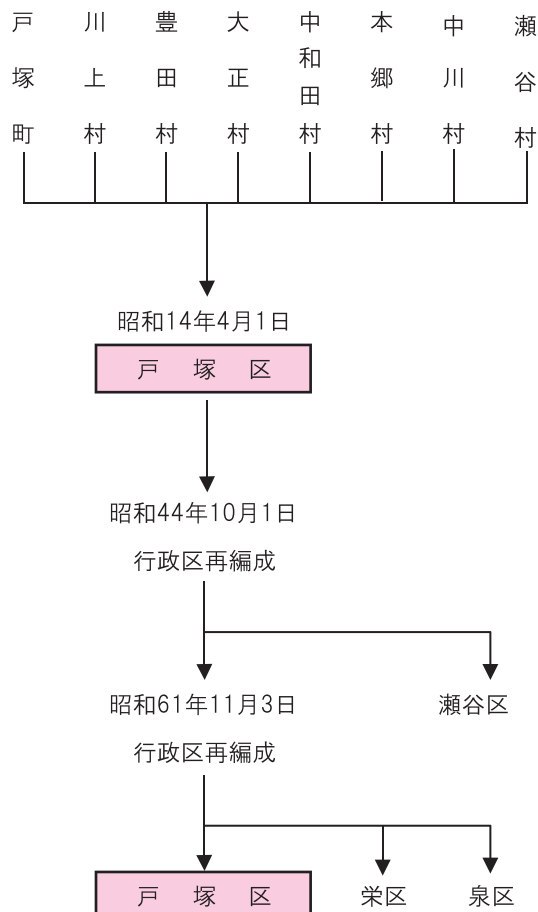 戸塚町
川上村
豊田村
大正村
中和田村
本郷村
中川村
瀬谷村
昭和14年4月1日
戸塚区
昭和44年10月1日
行政区再編成
昭和61年11月3日
瀬谷区
行政区再編成
戸塚区
栄区
泉区